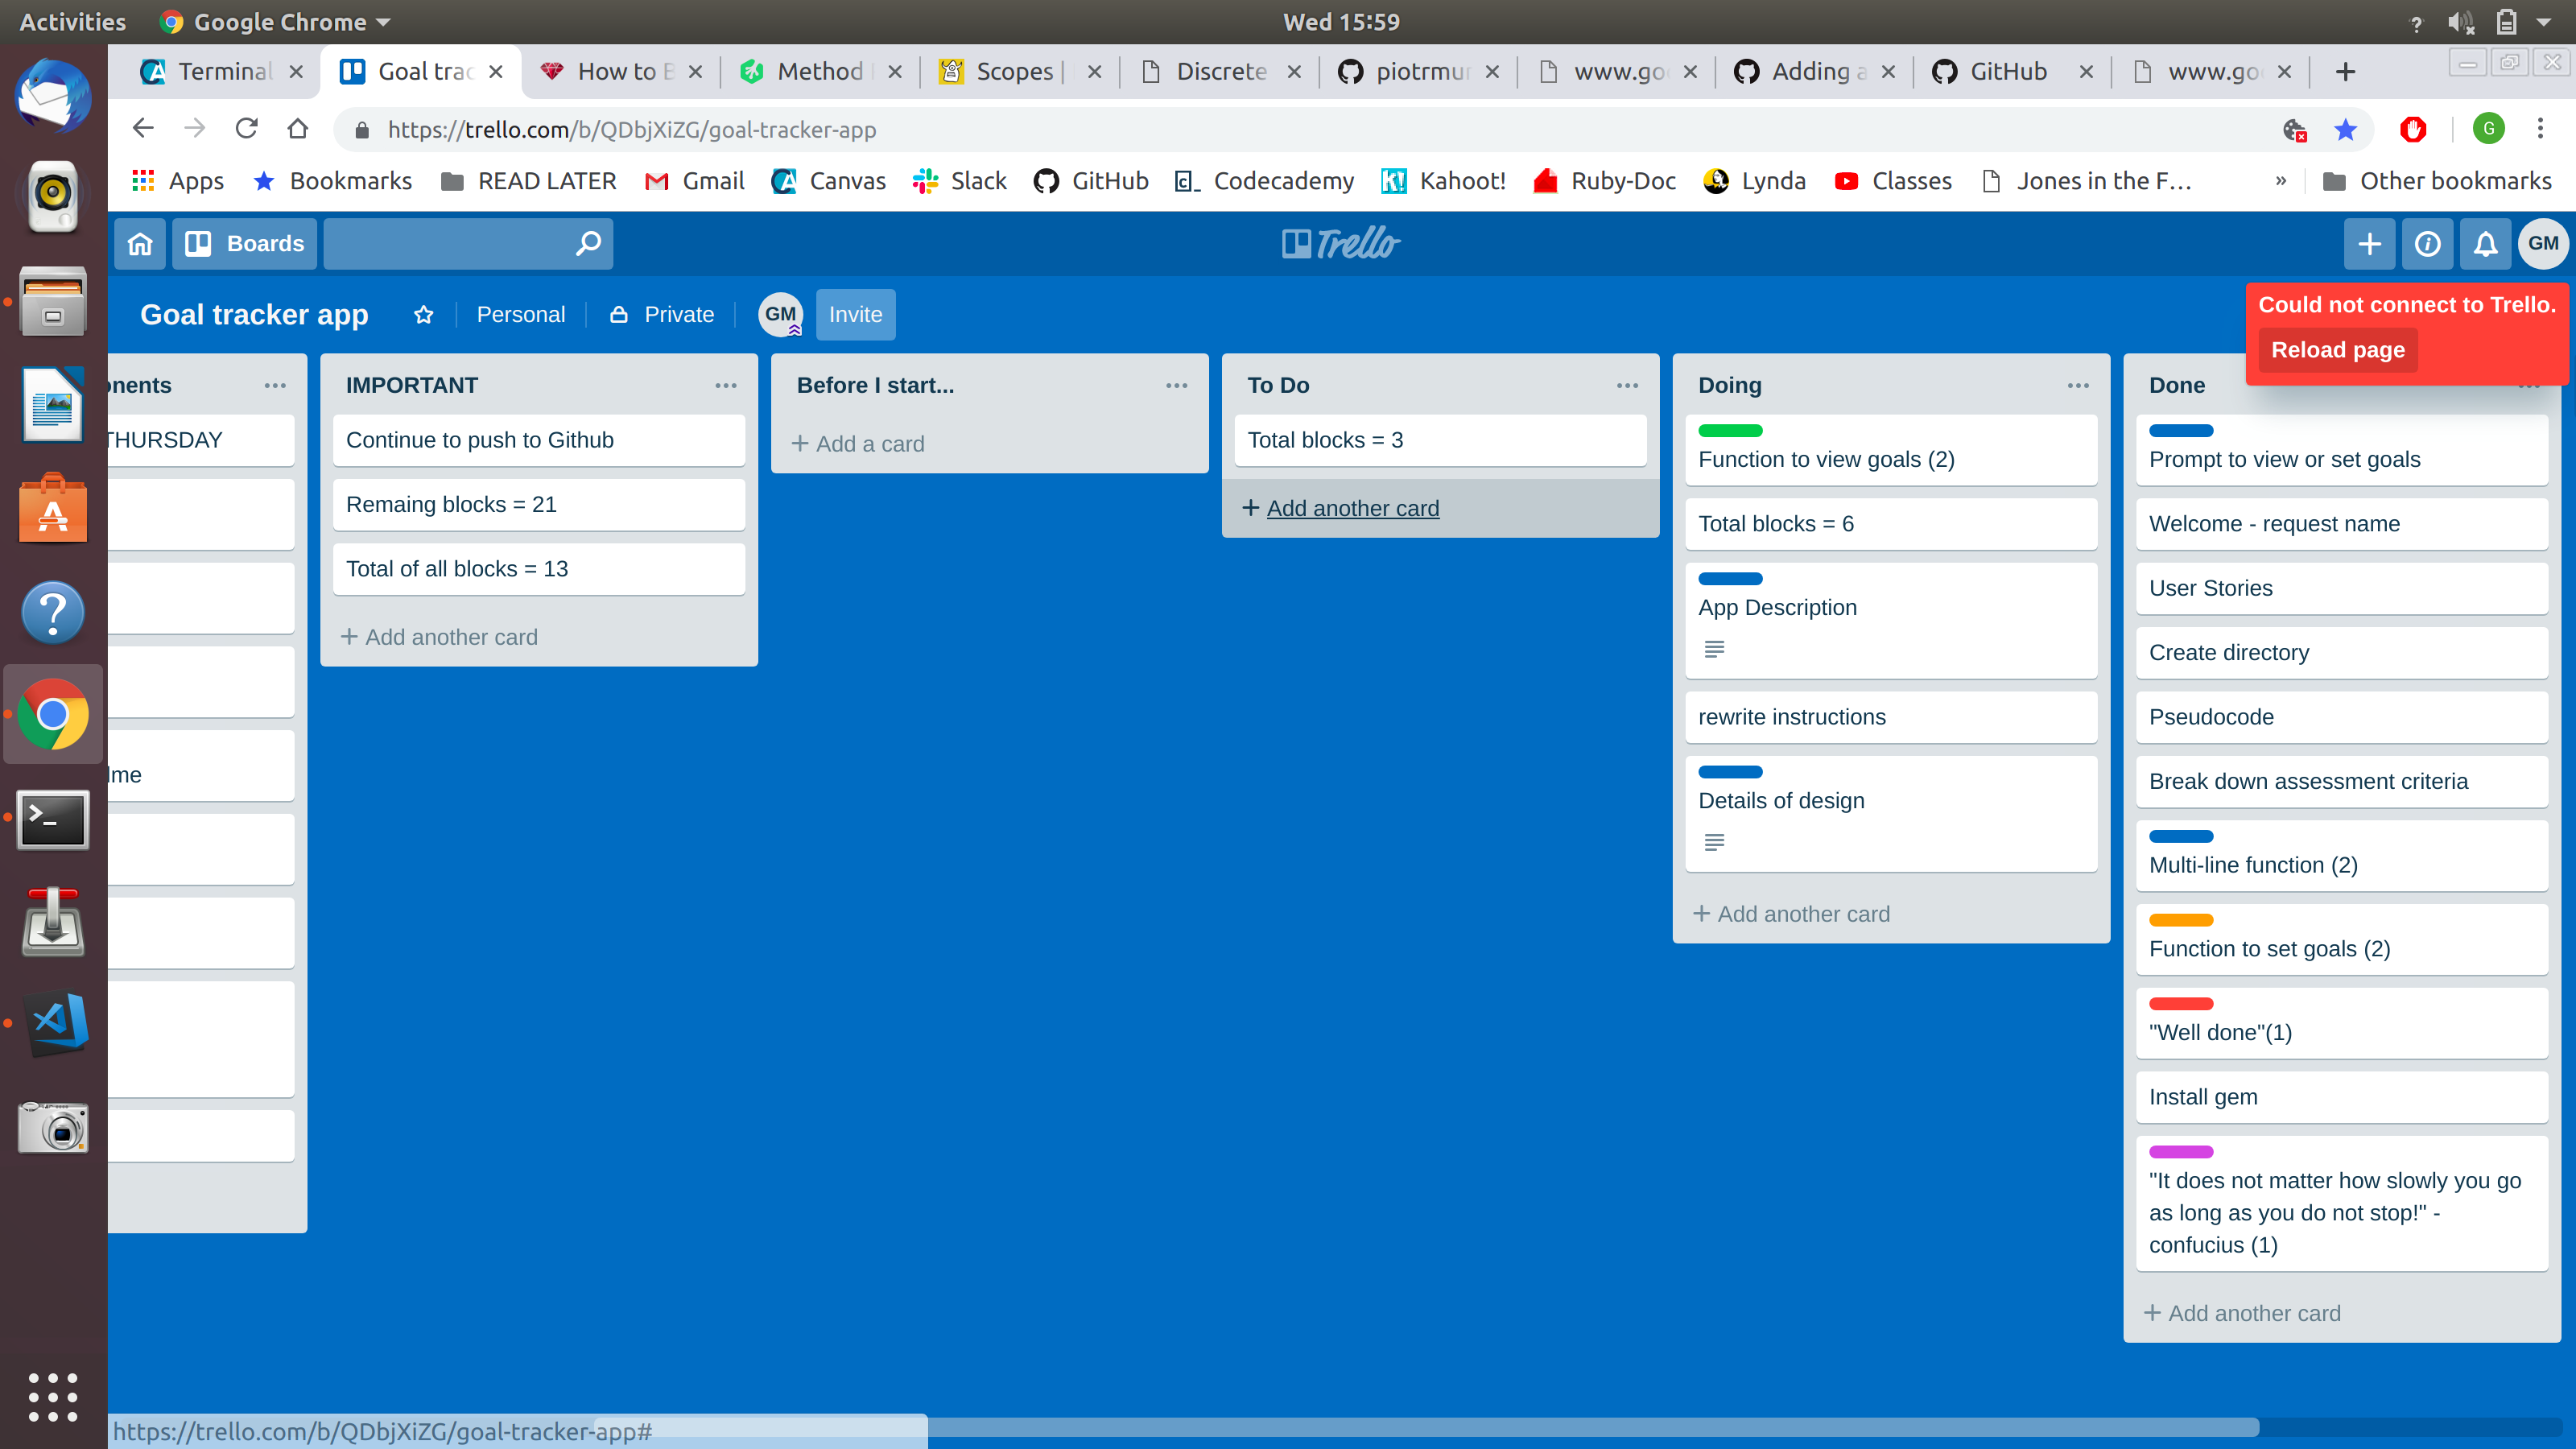 Activities
Google Chrome
Wed 15:59
Terminal
Goal trac
How to B
Method
Scopes |
Discrete
piotrmur
www.goo
Adding a
GitHub
www.goo
https://trello.com/b/QDbjXiZG/goal-tracker-app
G
Apps
Bookmarks
READ LATER
Gmail
Canvas
Slack
GitHub
Codecademy
Kahoot!
Ruby-Doc
Lynda
Classes
Jones in the F...
»
Other bookmarks
Boards
Trello
GM
Goal tracker app
Personal
Private
GM
Invite
Could not connect to Trello.
Reload page
nents
THURSDAY
lme
IMPORTANT
Continue to push to Github
Remaing blocks = 21
Total of all blocks = 13
+ Add another card
Before I start...
+ Add a card
To Do
Total blocks = 3
+ Add another card
Doing
Function to view goals (2)
Total blocks = 6
App Description
rewrite instructions
Details of design
+ Add another card
Done
Prompt to view or set goals
Welcome - request name
User Stories
Create directory
Pseudocode
Break down assessment criteria
Multi-line function (2)
Function to set goals (2)
"Well done"(1)
Install gem
"It does not matter how slowly you go
as long as you do not stop!" -
confucius (1)
+ Add another card
https://trello.com/b/QDbjXiZG/goal-tracker-app#